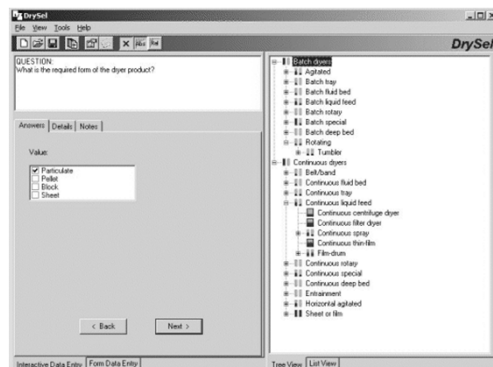 DrySel
File View Tools Help
DrySel
QUESTION:
What is the required form of the dryer product?
Answers Details Notes
Value:
Particulate
Pellet
Block
Sheet
< Back Next >
Interactive Data Entry Form Data Entry
Batch dryers
Agitated
Batch tray
Batch fluid bed
Batch liquid feed
Batch rotary
Batch special
Batch deep bed
Rotating
Tumbler
Continuous dryers
Belt/band
Continuous fluid bed
Continuous tray
Continuous liquid feed
Continuous centrifuge dryer
Continuous filter dryer
Continuous spray
Continuous thin-film
Film-drum
Continuous rotary
Continuous special
Continuous deep bed
Entrainment
Horizontal agitated
Sheet or film
Tree View List View